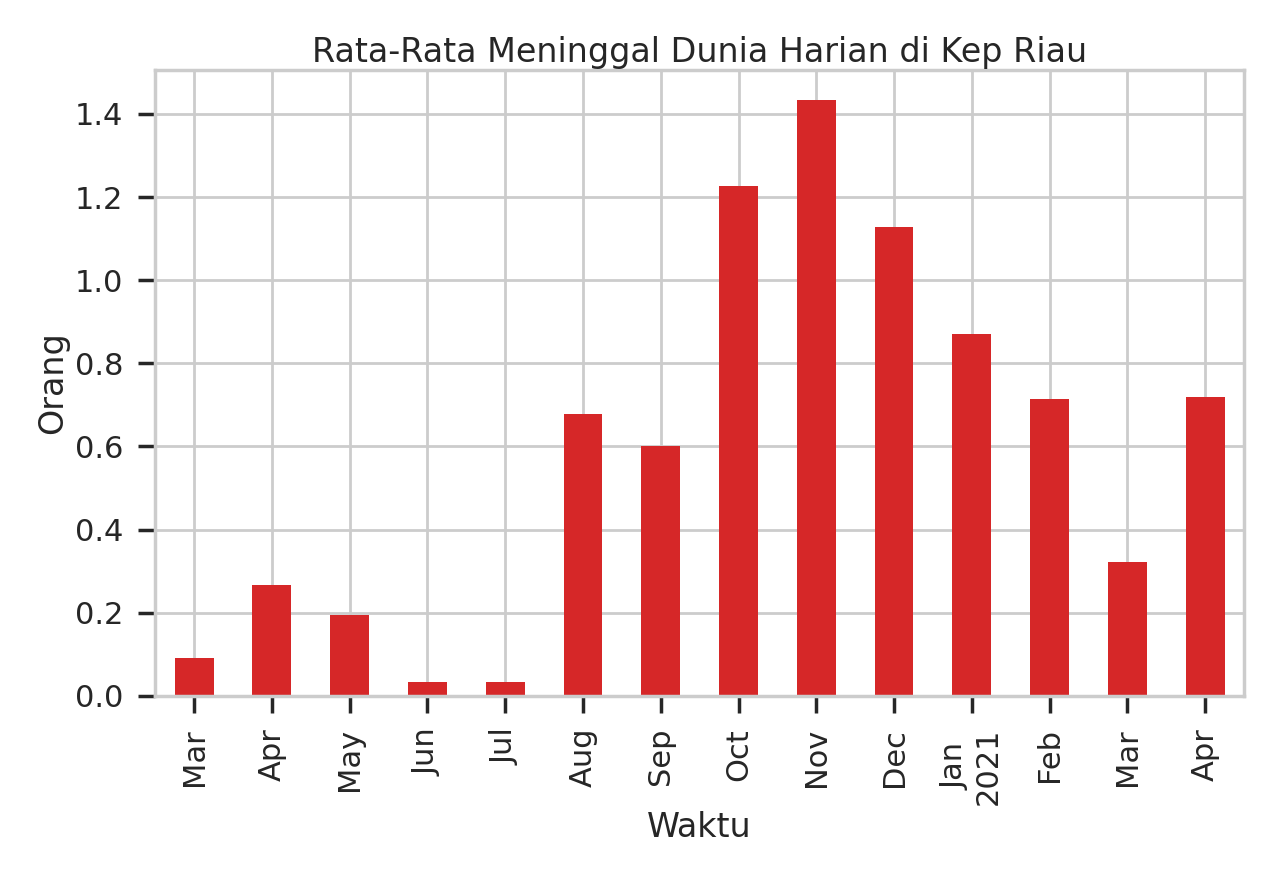 Rata-Rata Meninggal Dunia Harian di Kep Riau
1.4
1.2
1.0
0.8
0.6
0.4
0.2
0.0
Orang
Mar
Apr
May
Jun
Jul
Aug
Sep
Oct
Nov
Dec
Jan
2021
Feb
Mar
Apr
Waktu